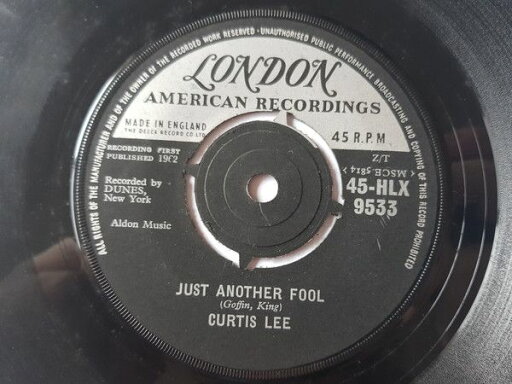 ALL RIGHTS OF THE MANUFACTURER AND OF THE OWNER OF THE RECORDED WORK RESERVED · UNAUTHORISED PUBLIC PERFORMANCE BROADCASTING AND COPYING OF THIS RECORD PROHIBITED
LONDON
AMERICAN RECORDINGS
MADE IN ENGLAND
THE DECCA RECORD CO LTD
45 R.P.M.
RECORDING FIRST
PUBLISHED 1962
T/Z
(MSCE.5814)
Recorded by
DUNES,
New York
45-HLX
9533
Aldon Music
JUST ANOTHER FOOL
(Goffin, King)
CURTIS LEE